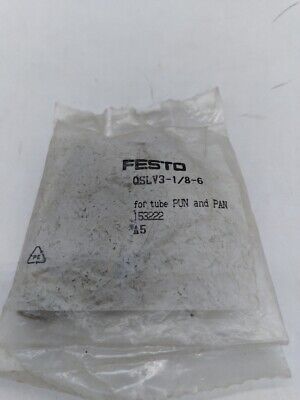 FESTO
QSLV3-1/8-6
for tube PUN and PAN
153222
A5
PE